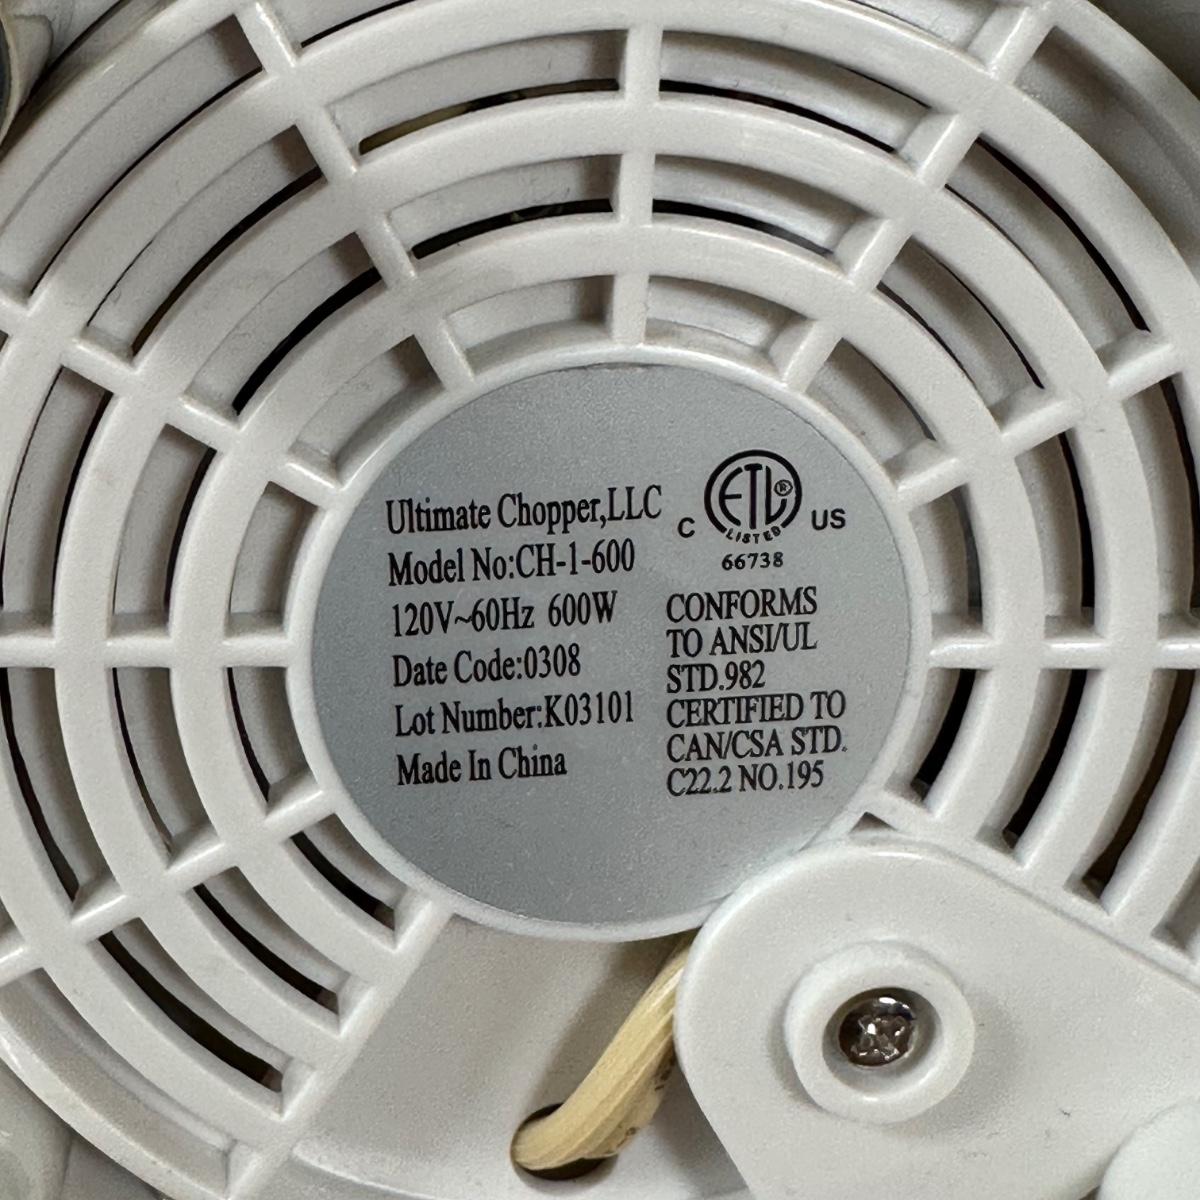 Ultimate Chopper,LLC
Model No:CH-1-600
120V~60Hz 600W
Date Code:0308
Lot Number:K03101
Made In China
C ETL® US
LISTED
66738
CONFORMS
TO ANSI/UL
STD.982
CERTIFIED TO
CAN/CSA STD.
C22.2 NO.195